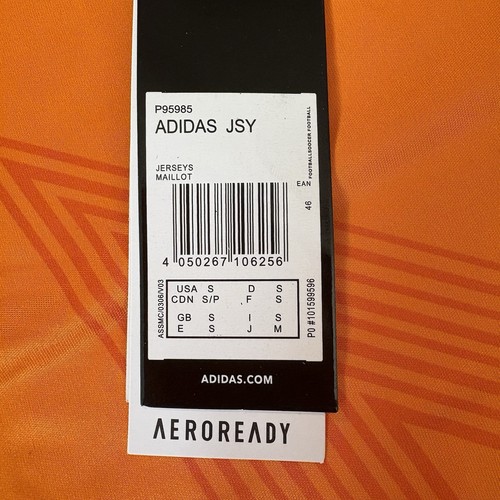 P95985
ADIDAS JSY
JERSEYS
MAILLOT
EAN
FOOTBALL/SOCCER FOOTBALL
46
4 050267 106256
USA S D S
CDN S/P F S
GB S I S
E S J M
ASSMC/0306/V03
PO #101599596
ADIDAS.COM
AEROREADY